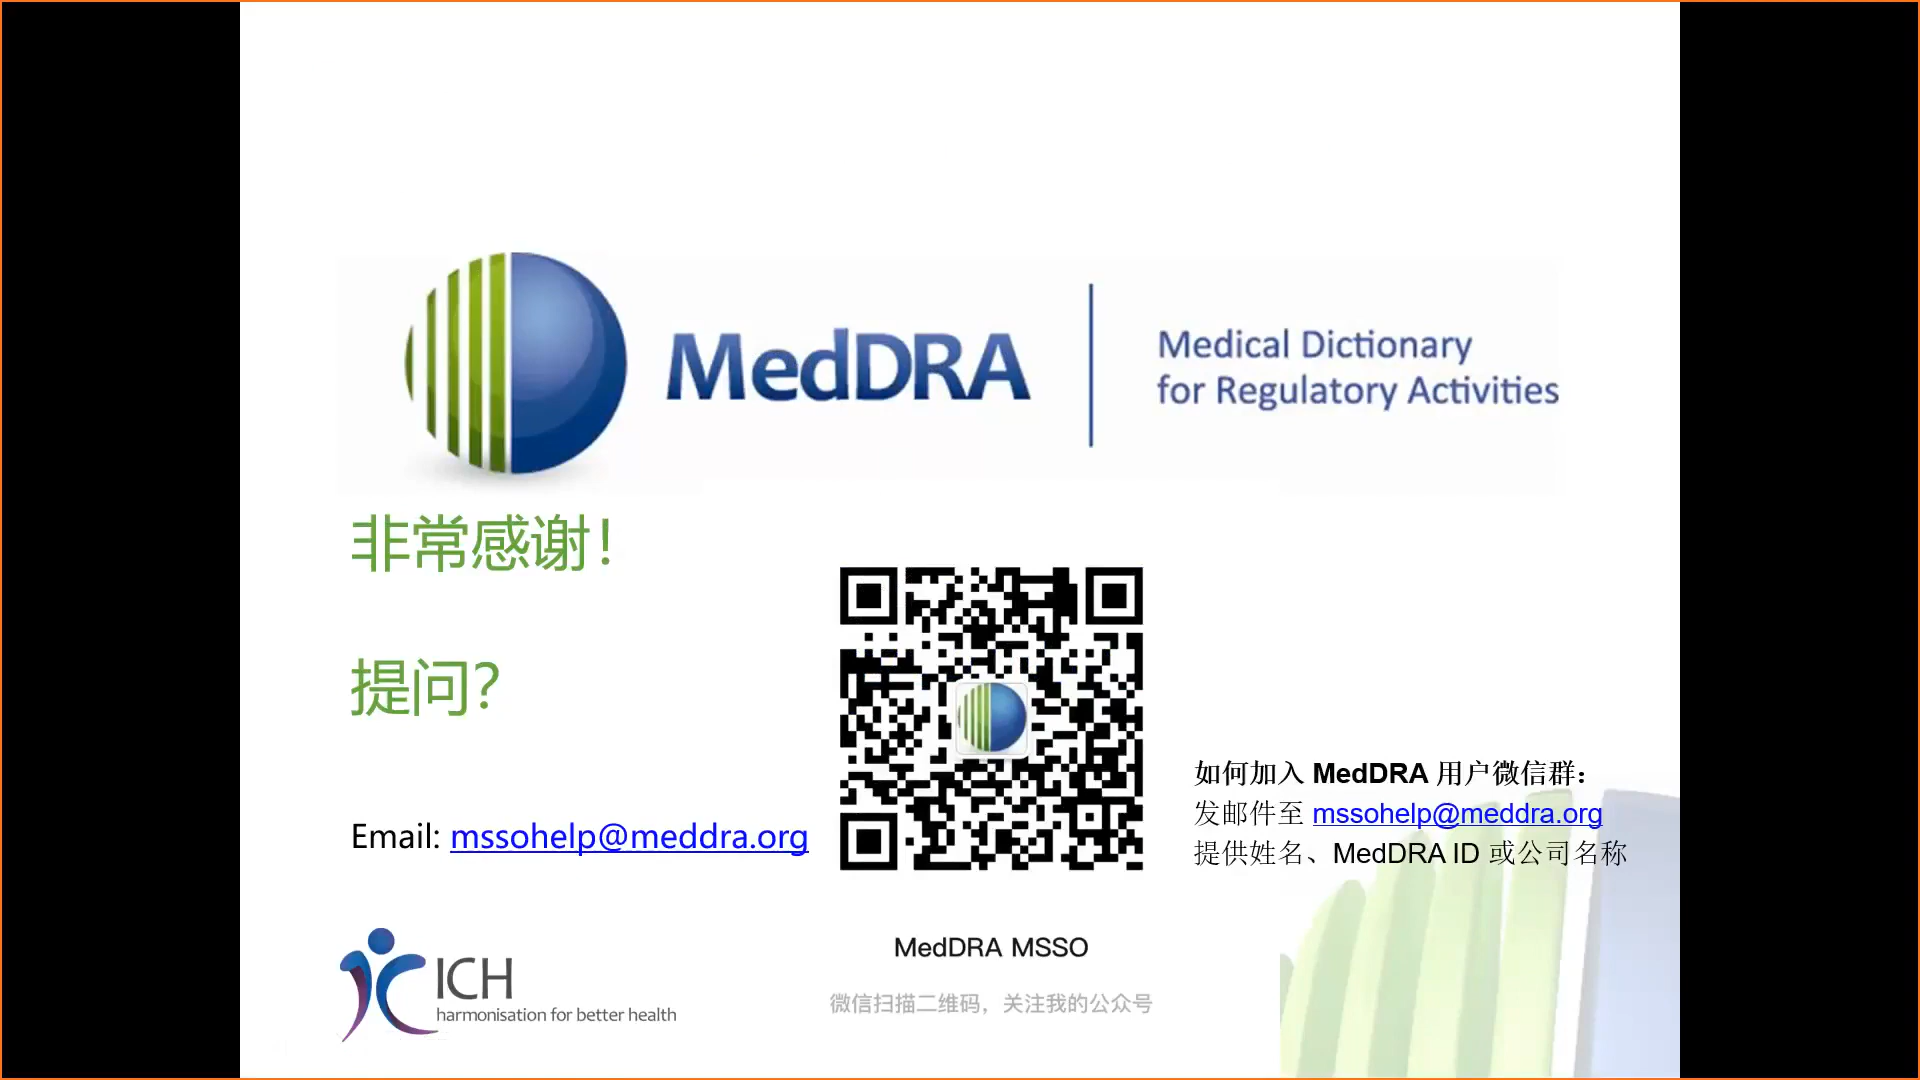 MedDRA
Medical Dictionary
for Regulatory Activities
非常感谢!
提问?
Email: mssohelp@meddra.org
如何加入 MedDRA 用户微信群：
发邮件至 mssohelp@meddra.org
提供姓名、MedDRA ID 或公司名称
MedDRA MSSO
微信扫描二维码，关注我的公众号
ICH
harmonisation for better health